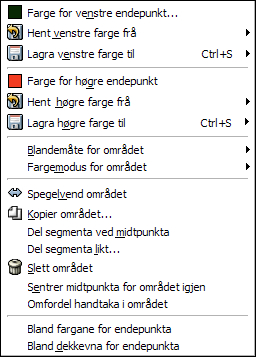 Farge for venstre endepunkt...
Hent venstre farge frå
Lagra venstre farge til Ctrl+S
Farge for høgre endepunkt
Hent høgre farge frå
Lagra høgre farge til Ctrl+S
Blandemåte for området
Fargemodus for området
Spegelvend området
Kopier området...
Del segmenta ved midtpunkta
Del segmenta likt...
Slett området
Sentrer midtpunkta for området igjen
Omfordel handtaka i området
Bland fargane for endepunkta
Bland dekkevna for endepunkta